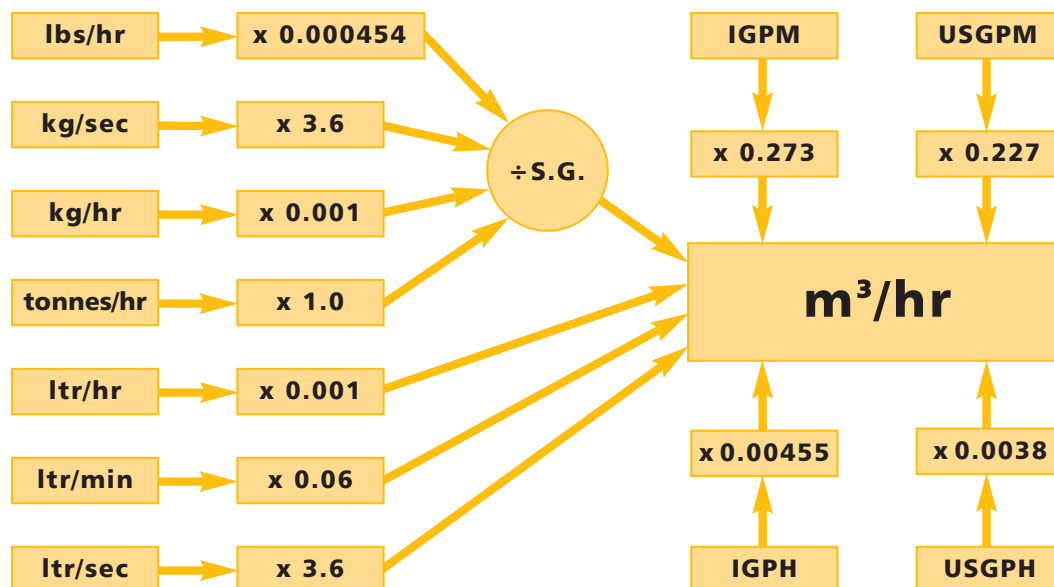 lbs/hr
x 0.000454
kg/sec
x 3.6
kg/hr
x 0.001
tonnes/hr
x 1.0
÷S.G.
ltr/hr
x 0.001
ltr/min
x 0.06
ltr/sec
x 3.6
IGPM
x 0.273
USGPM
x 0.227
m³/hr
x 0.00455
IGPH
x 0.0038
USGPH